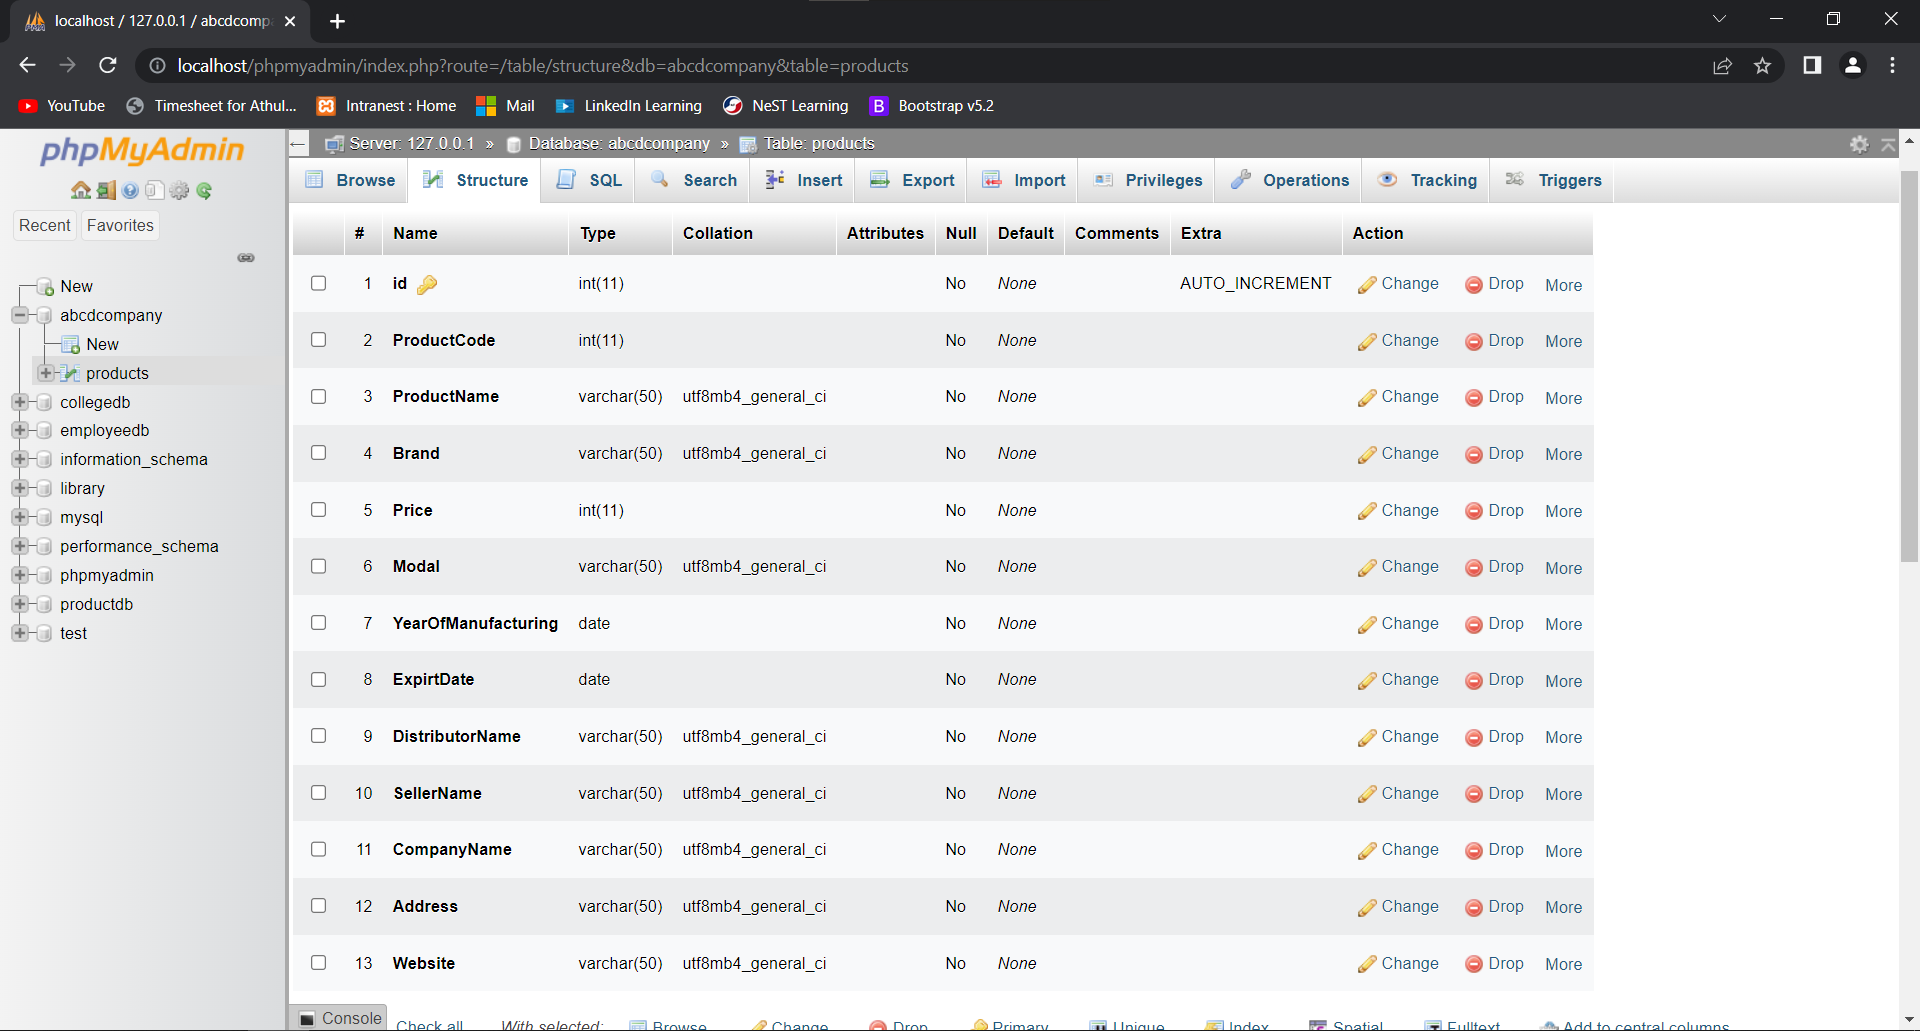 localhost / 127.0.0.1 / abcdcomp
localhost/phpmyadmin/index.php?route=/table/structure&db=abcdcompany&table=products
YouTube Timesheet for Athul... Intranest : Home Mail LinkedIn Learning NeST Learning B Bootstrap v5.2
phpMyAdmin
Recent Favorites
New
abcdcompany
New
products
collegedb
employeedb
information_schema
library
mysql
performance_schema
phpmyadmin
productdb
test
Server: 127.0.0.1 » Database: abcdcompany » Table: products
Browse Structure SQL Search Insert Export Import Privileges Operations Tracking Triggers
# Name Type Collation Attributes Null Default Comments Extra Action
1 id int(11) No None AUTO_INCREMENT Change Drop More
2 ProductCode int(11) No None Change Drop More
3 ProductName varchar(50) utf8mb4_general_ci No None Change Drop More
4 Brand varchar(50) utf8mb4_general_ci No None Change Drop More
5 Price int(11) No None Change Drop More
6 Modal varchar(50) utf8mb4_general_ci No None Change Drop More
7 YearOfManufacturing date No None Change Drop More
8 ExpirtDate date No None Change Drop More
9 DistributorName varchar(50) utf8mb4_general_ci No None Change Drop More
10 SellerName varchar(50) utf8mb4_general_ci No None Change Drop More
11 CompanyName varchar(50) utf8mb4_general_ci No None Change Drop More
12 Address varchar(50) utf8mb4_general_ci No None Change Drop More
13 Website varchar(50) utf8mb4_general_ci No None Change Drop More
Console Check all With selected: Browse Change Drop Primary Unique Index Spatial Fulltext Add to central columns